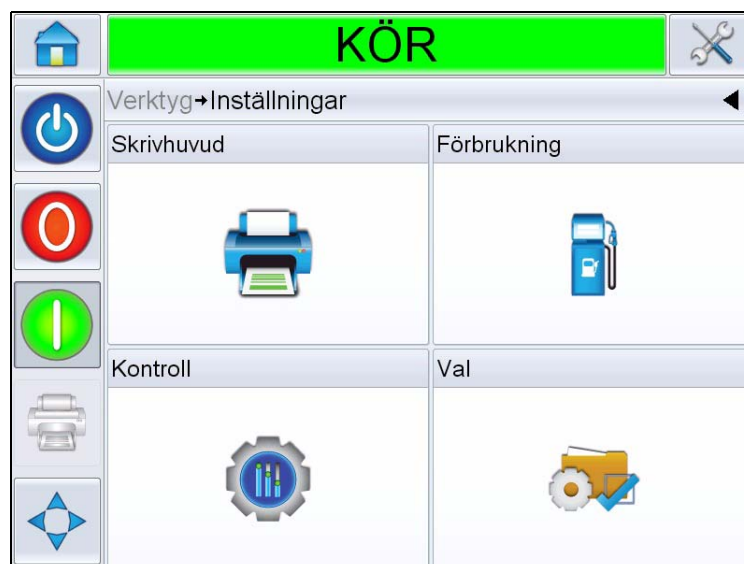 KÖR
Verktyg→Inställningar
Skrivhuvud
Förbrukning
Kontroll
Val